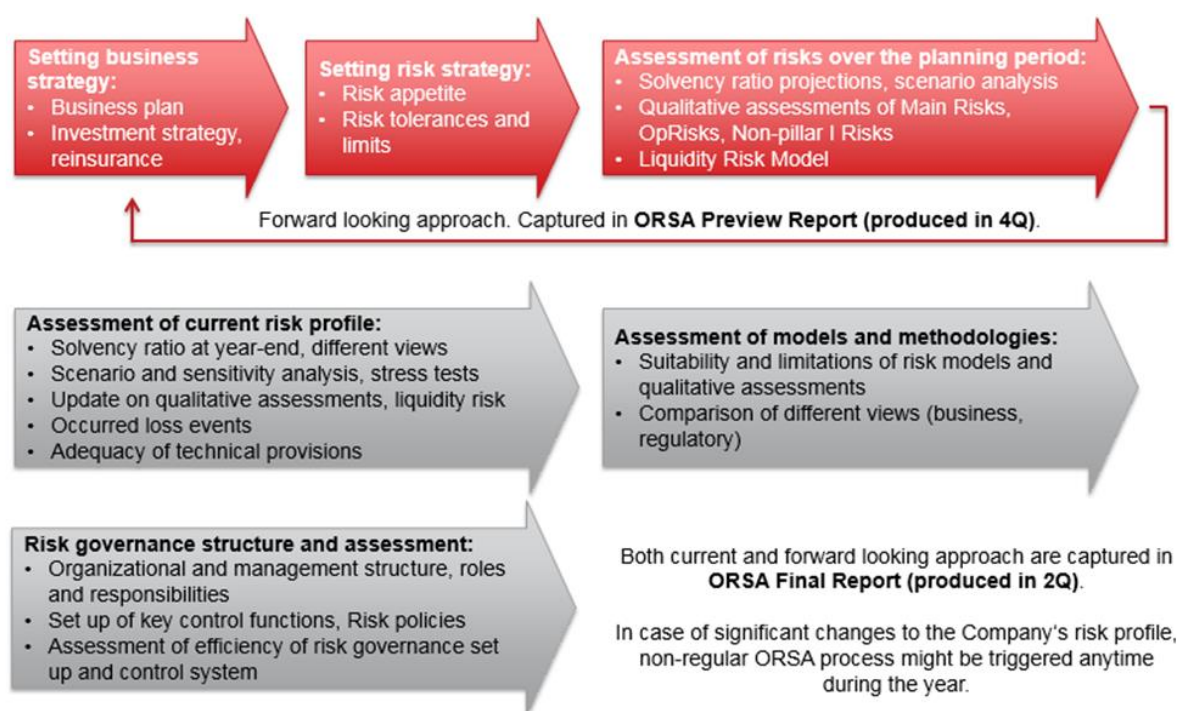 Setting business
strategy:
• Business plan
• Investment strategy,
reinsurance
Setting risk strategy:
• Risk appetite
• Risk tolerances and
limits
Assessment of risks over the planning period:
• Solvency ratio projections, scenario analysis
• Qualitative assessments of Main Risks,
OpRisks, Non-pillar I Risks
• Liquidity Risk Model
Forward looking approach. Captured in ORSA Preview Report (produced in 4Q).
Assessment of current risk profile:
• Solvency ratio at year-end, different views
• Scenario and sensitivity analysis, stress tests
• Update on qualitative assessments, liquidity risk
• Occurred loss events
• Adequacy of technical provisions
Assessment of models and methodologies:
• Suitability and limitations of risk models and
qualitative assessments
• Comparison of different views (business,
regulatory)
Risk governance structure and assessment:
• Organizational and management structure, roles
and responsibilities
• Set up of key control functions, Risk policies
• Assessment of efficiency of risk governance set
up and control system
Both current and forward looking approach are captured in
ORSA Final Report (produced in 2Q).
In case of significant changes to the Company's risk profile,
non-regular ORSA process might be triggered anytime
during the year.